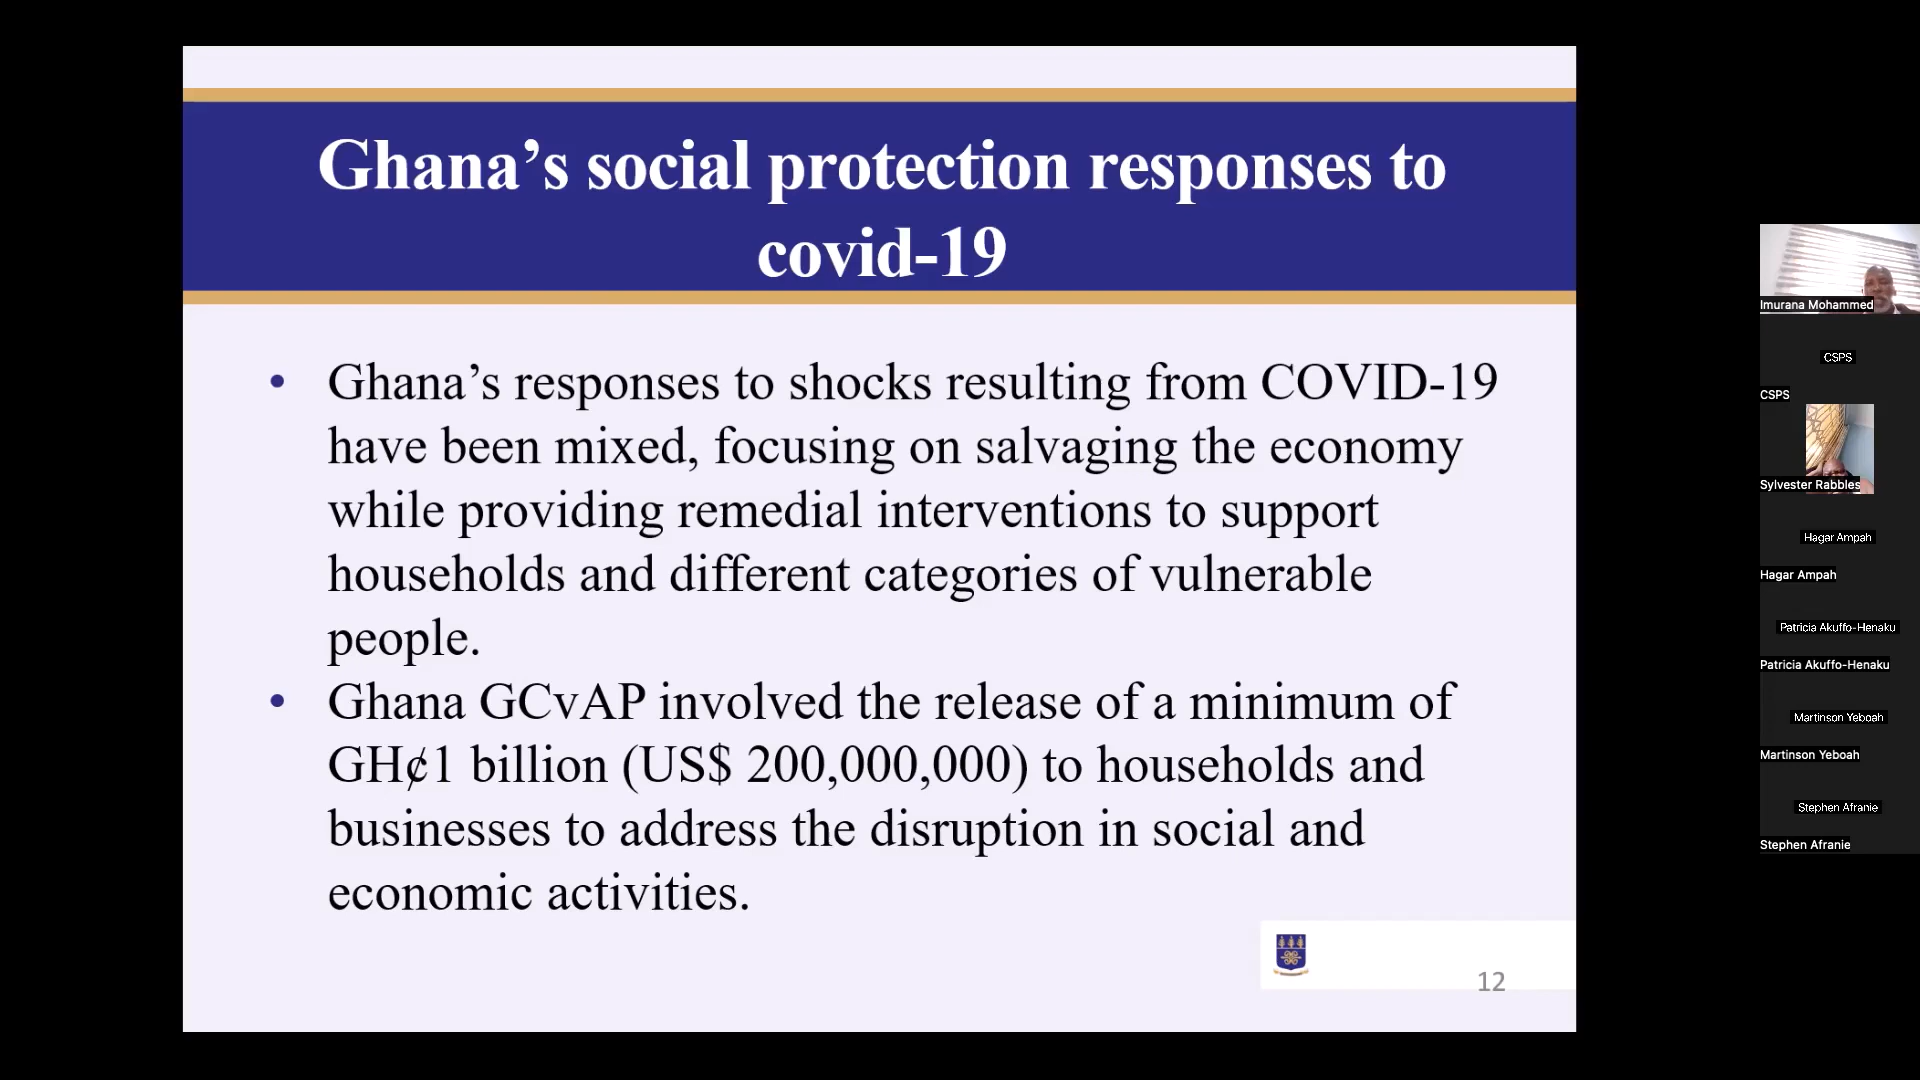 Ghana’s social protection responses to
covid-19
• Ghana’s responses to shocks resulting from COVID-19
have been mixed, focusing on salvaging the economy
while providing remedial interventions to support
households and different categories of vulnerable
people.
• Ghana GCvAP involved the release of a minimum of
GH¢1 billion (US$ 200,000,000) to households and
businesses to address the disruption in social and
economic activities.
12
Imurana Mohammed
CSPS
CSPS
Sylvester Rabbles
Hagar Ampah
Hagar Ampah
Patricia Akuffo-Henaku
Patricia Akuffo-Henaku
Martinson Yeboah
Martinson Yeboah
Stephen Afranie
Stephen Afranie